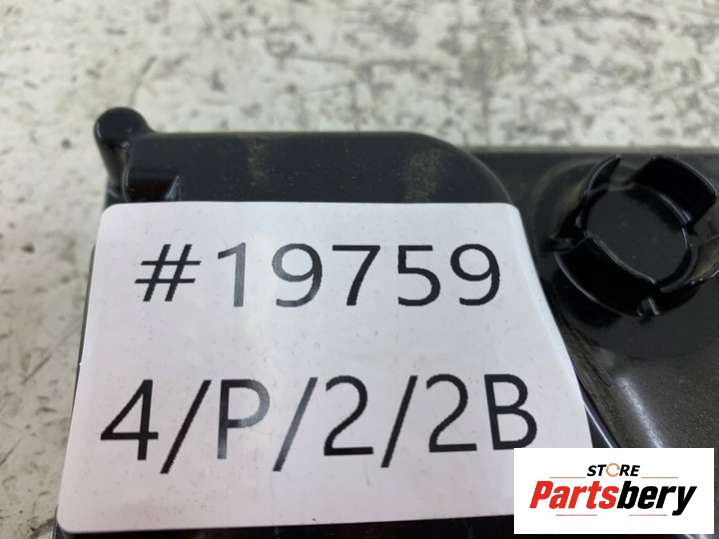 #19759
4/P/2/2B
STORE
Partsbery